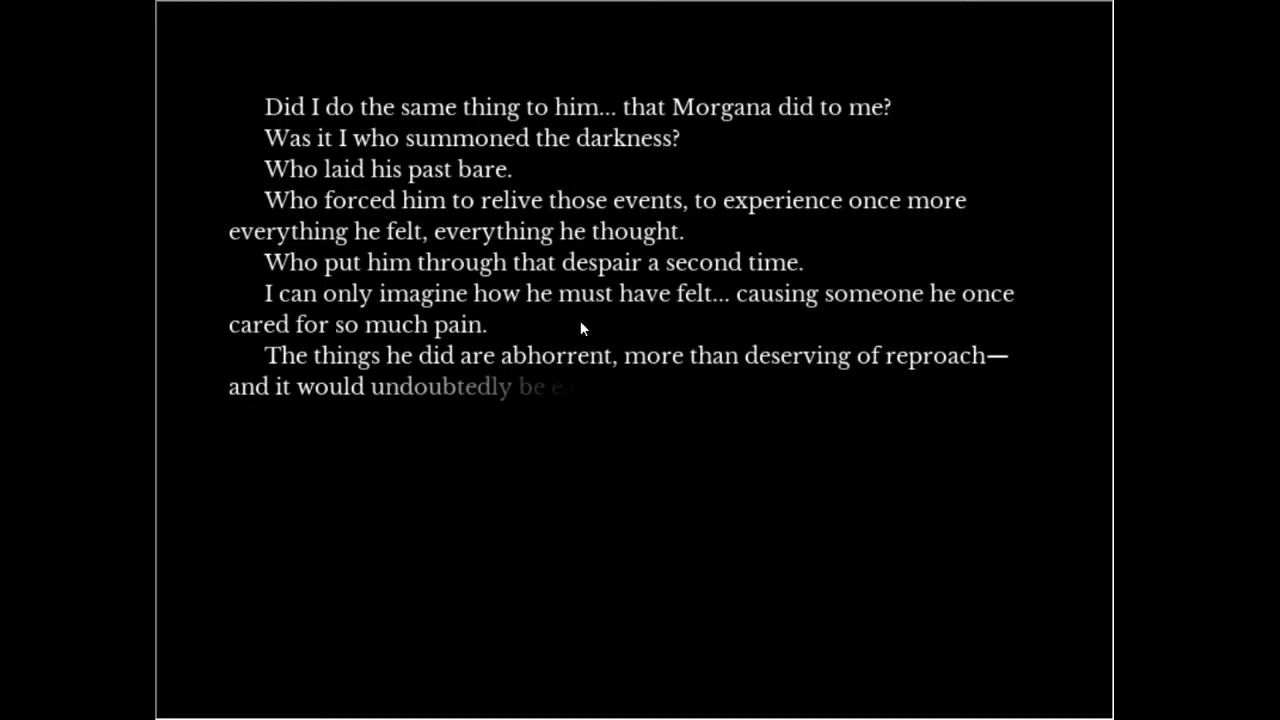 Did I do the same thing to him... that Morgana did to me?
Was it I who summoned the darkness?
Who laid his past bare.
Who forced him to relive those events, to experience once more
everything he felt, everything he thought.
Who put him through that despair a second time.
I can only imagine how he must have felt... causing someone he once
cared for so much pain.
The things he did are abhorrent, more than deserving of reproach—
and it would undoubtedly be